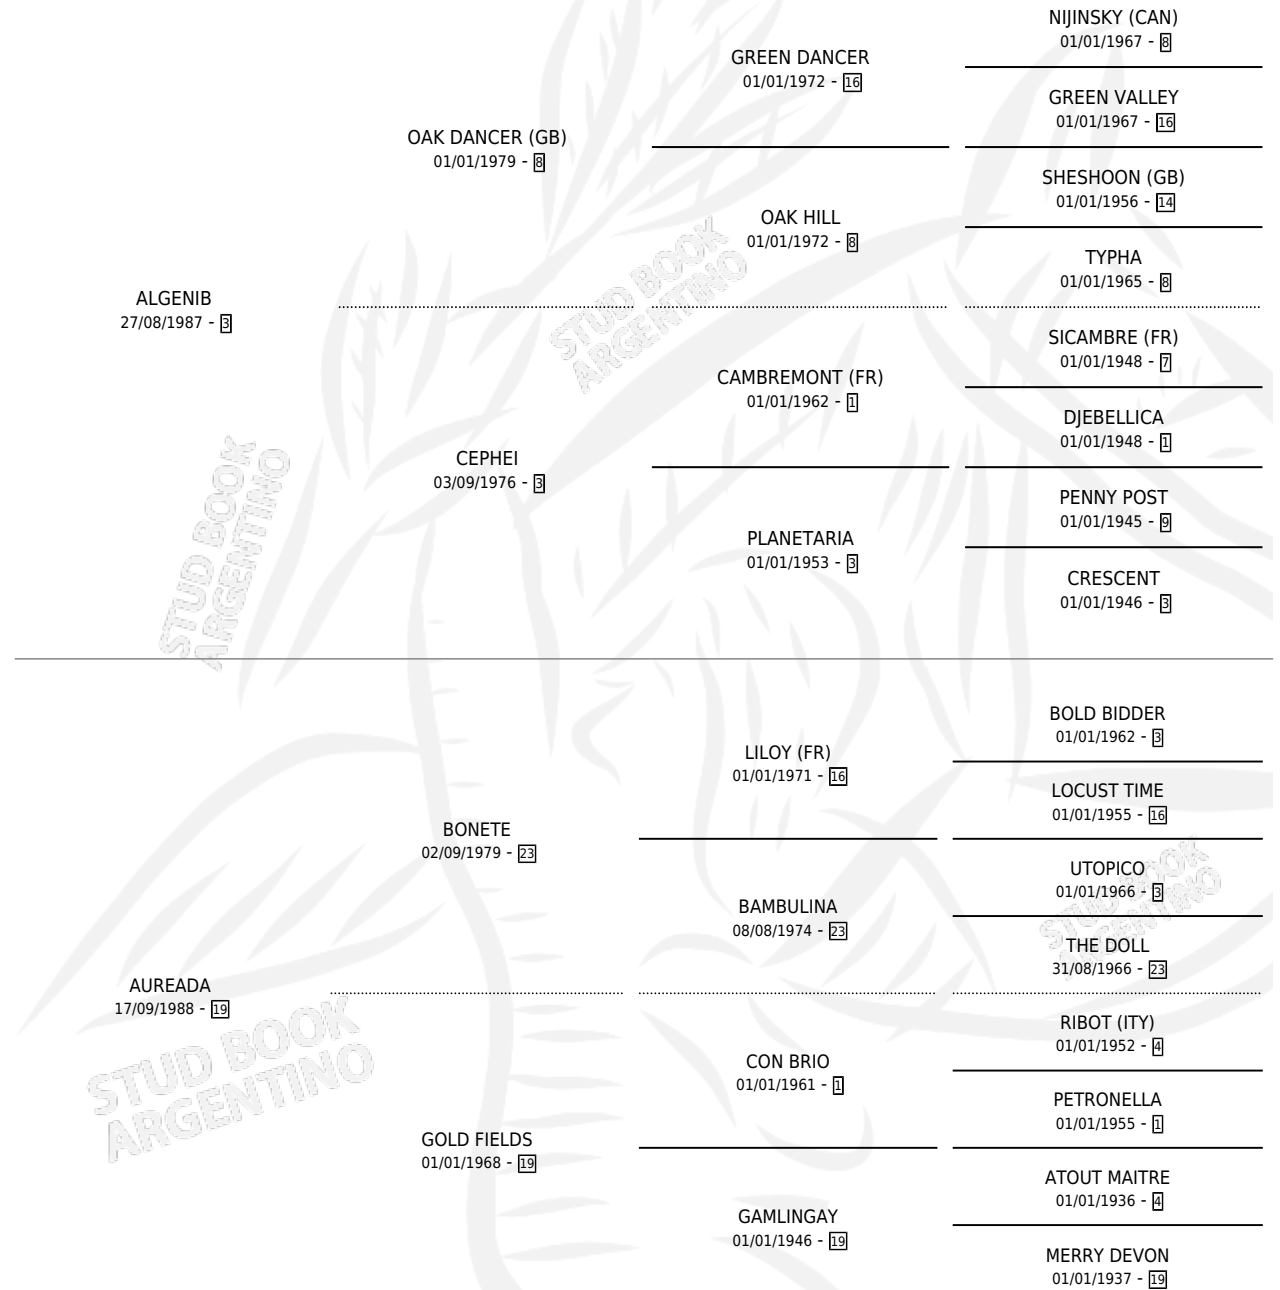 NIJINSKY (CAN)
01/01/1967 - 8
GREEN DANCER
01/01/1972 - 16
GREEN VALLEY
01/01/1967 - 16
OAK DANCER (GB)
01/01/1979 - 8
SHESHOON (GB)
01/01/1956 - 14
OAK HILL
01/01/1972 - 8
TYPHA
01/01/1965 - 8
ALGENIB
27/08/1987 - 3
SICAMBRE (FR)
01/01/1948 - 7
CAMBREMONT (FR)
01/01/1962 - 1
DJEBELLICA
01/01/1948 - 1
CEPHEI
03/09/1976 - 3
PENNY POST
01/01/1945 - 9
PLANETARIA
01/01/1953 - 3
CRESCENT
01/01/1946 - 3
STUD BOOK
ARGENTINO
STUD BOOK
ARGENTINO
BOLD BIDDER
01/01/1962 - 3
LILOY (FR)
01/01/1971 - 16
LOCUST TIME
01/01/1955 - 16
BONETE
02/09/1979 - 23
UTOPICO
01/01/1966 - 3
BAMBULINA
08/08/1974 - 23
THE DOLL
31/08/1966 - 23
AUREADA
17/09/1988 - 19
RIBOT (ITY)
01/01/1952 - 4
CON BRIO
01/01/1961 - 1
PETRONELLA
01/01/1955 - 1
GOLD FIELDS
01/01/1968 - 19
ATOUT MAITRE
01/01/1936 - 4
GAMLINGAY
01/01/1946 - 19
MERRY DEVON
01/01/1937 - 19
STUD BOOK
ARGENTINO
STUD BOOK
ARGENTINO